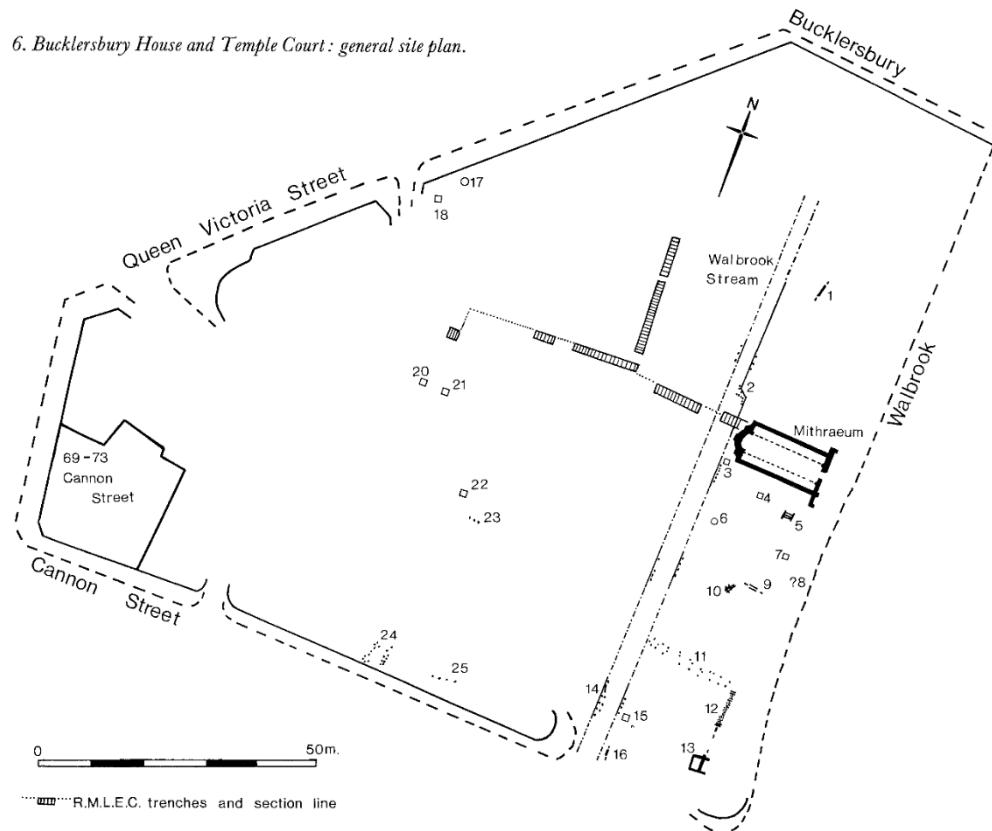 6. Bucklersbury House and Temple Court : general site plan.
Bucklersbury
N
Queen Victoria Street
17
18
Walbrook
Stream
1
Walbrook
20
21
2
Mithraeum
69-73
Cannon
Street
3
4
22
23
6
5
7
?8
10
9
Cannon Street
24
25
11
14
15
12
16
13
0
50m.
R.M.L.E.C. trenches and section line